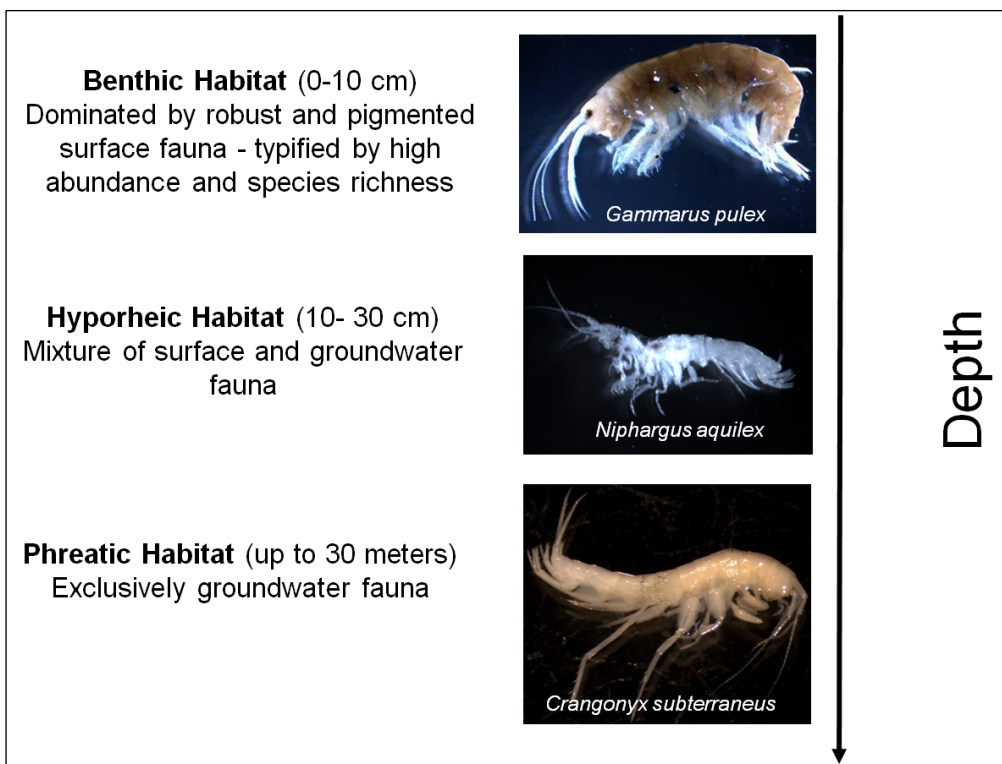 Benthic Habitat (0-10 cm)
Dominated by robust and pigmented
surface fauna - typified by high
abundance and species richness
Gammarus pulex
Hyporheic Habitat (10- 30 cm)
Mixture of surface and groundwater
fauna
Niphargus aquilex
Phreatic Habitat (up to 30 meters)
Exclusively groundwater fauna
Crangonyx subterraneus
Depth